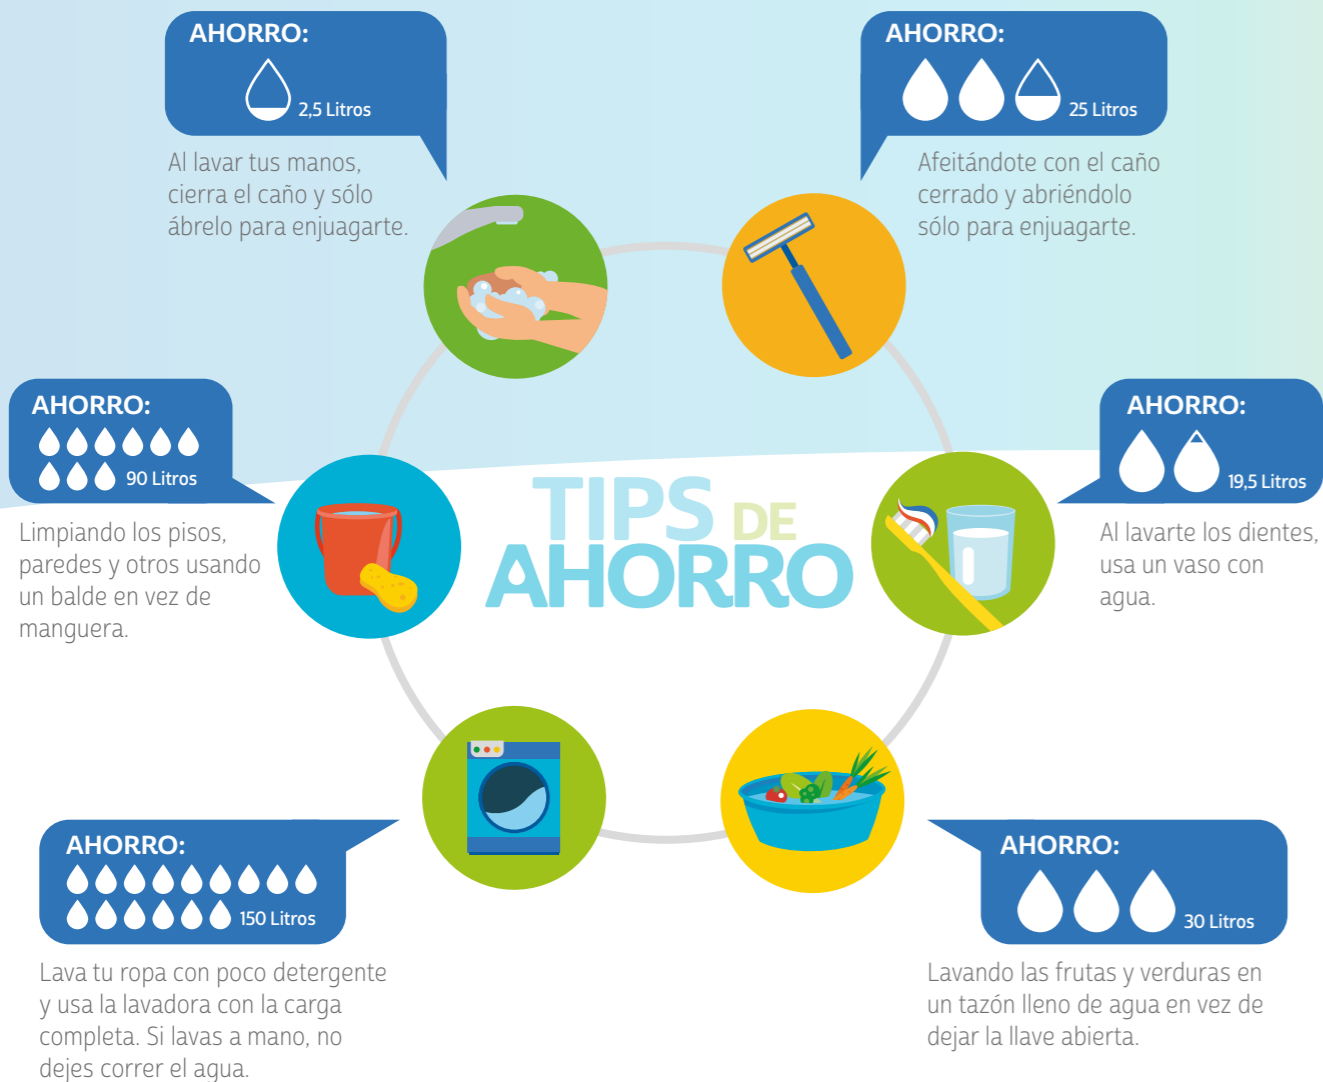 AHORRO:
2,5 Litros
Al lavar tus manos,
cierra el caño y sólo
ábrelo para enjuagarte.
AHORRO:
25 Litros
Afeitándote con el caño
cerrado y abriéndolo
sólo para enjuagarte.
AHORRO:
90 Litros
Limpiando los pisos,
paredes y otros usando
un balde en vez de
manguera.
TIPS DE
AHORRO
AHORRO:
19,5 Litros
Al lavarte los dientes,
usa un vaso con
agua.
AHORRO:
150 Litros
Lava tu ropa con poco detergente
y usa la lavadora con la carga
completa. Si lavas a mano, no
dejes correr el agua.
AHORRO:
30 Litros
Lavando las frutas y verduras en
un tazón lleno de agua en vez de
dejar la llave abierta.